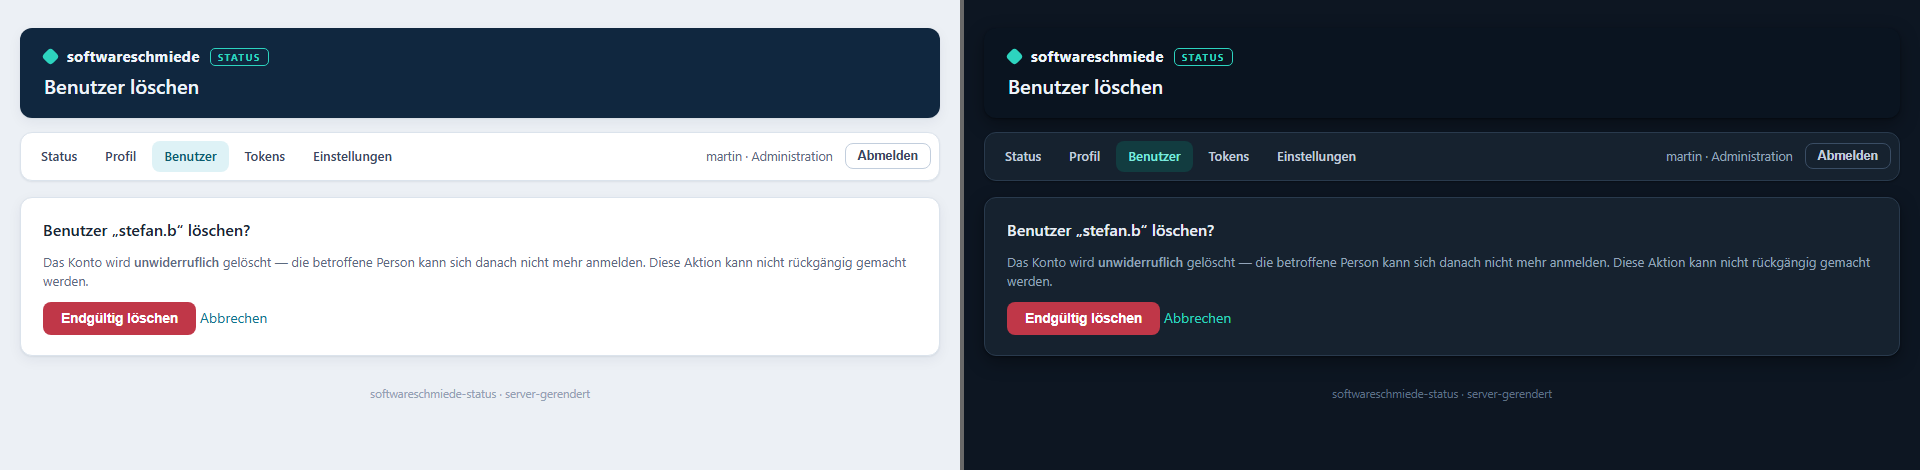 softwareschmiede STATUS
Benutzer löschen
Status Profil Benutzer Tokens Einstellungen martin · Administration Abmelden
Benutzer „stefan.b“ löschen?
Das Konto wird unwiderruflich gelöscht — die betroffene Person kann sich danach nicht mehr anmelden. Diese Aktion kann nicht rückgängig gemacht
werden.
Endgültig löschen Abbrechen
softwareschmiede-status · server-gerendert
softwareschmiede STATUS
Benutzer löschen
Status Profil Benutzer Tokens Einstellungen martin · Administration Abmelden
Benutzer „stefan.b“ löschen?
Das Konto wird unwiderruflich gelöscht — die betroffene Person kann sich danach nicht mehr anmelden. Diese Aktion kann nicht rückgängig gemacht
werden.
Endgültig löschen Abbrechen
softwareschmiede-status · server-gerendert